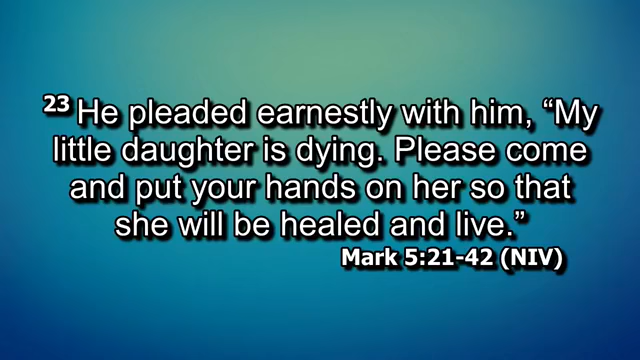 23 He pleaded earnestly with him, “My
little daughter is dying. Please come
and put your hands on her so that
she will be healed and live.”
Mark 5:21-42 (NIV)